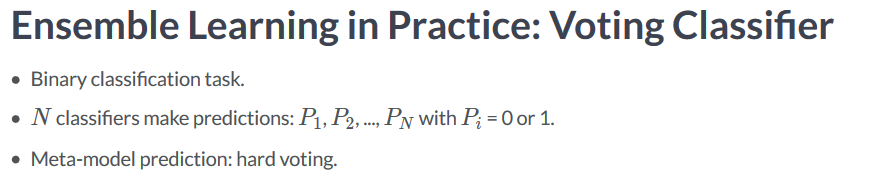 Ensemble Learning in Practice: Voting Classifier
• Binary classification task.
• N classifiers make predictions: P₁, P₂, ..., P_N with Pᵢ = 0 or 1.
• Meta-model prediction: hard voting.